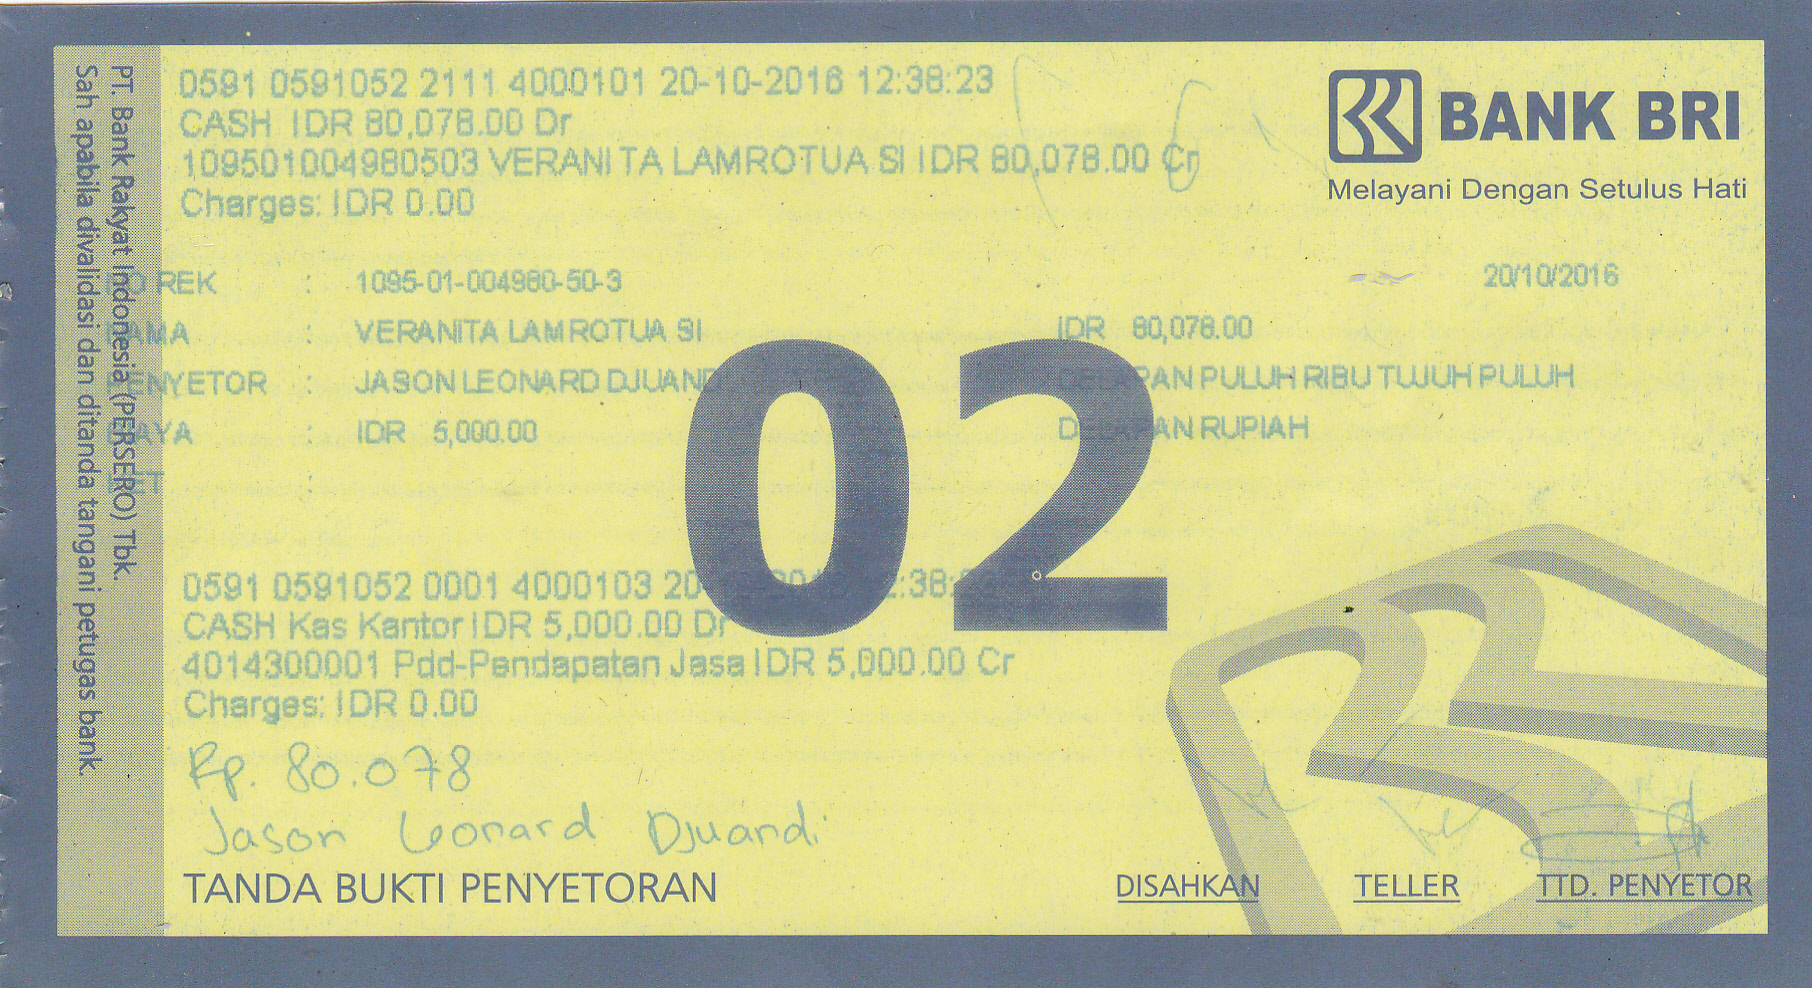 0591 0591052 2111 4000101 20-10-2016 12:38:23
CASH IDR 80,078.00 Dr
109501004980503 VERANITA LAMROTUA SI IDR 80,078.00 Cr
Charges: IDR 0.00
BANK BRI
Melayani Dengan Setulus Hati
PT. Bank Rakyat Indonesia (PERSERO) Tbk.
Sah apabila divalidasi dan ditanda tangani petugas bank.
20/10/2016
NO REK : 1095-01-004980-50-3
NAMA : VERANITA LAMROTUA SI IDR 80,078.00
PENYETOR : JASON LEONARD DJUAND DELAPAN PULUH RIBU TUJUH PULUH
BIAYA : IDR 5,000.00 DELAPAN RUPIAH
KET
02
0591 0591052 0001 4000103 20-10-2016 12:38:23
CASH Kas Kantor IDR 5,000.00 Dr
4014300001 Pdd-Pendapatan Jasa IDR 5,000.00 Cr
Charges: IDR 0.00
Rp. 80.078
Jason Leonard Djuandi
TANDA BUKTI PENYETORAN
DISAHKAN TELLER TTD. PENYETOR